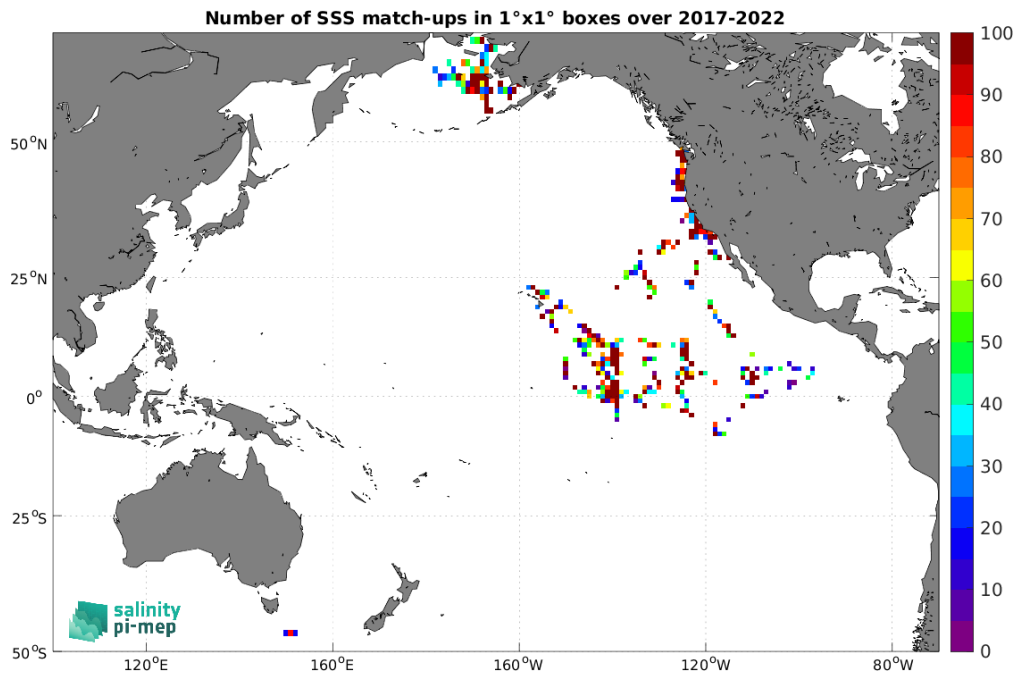 Number of SSS match-ups in 1°x1° boxes over 2017-2022
100
90
80
70
60
50
40
30
20
10
0
50°N
25°N
0°
25°S
50°S
120°E
160°E
160°W
120°W
80°W
salinity
pi-mep